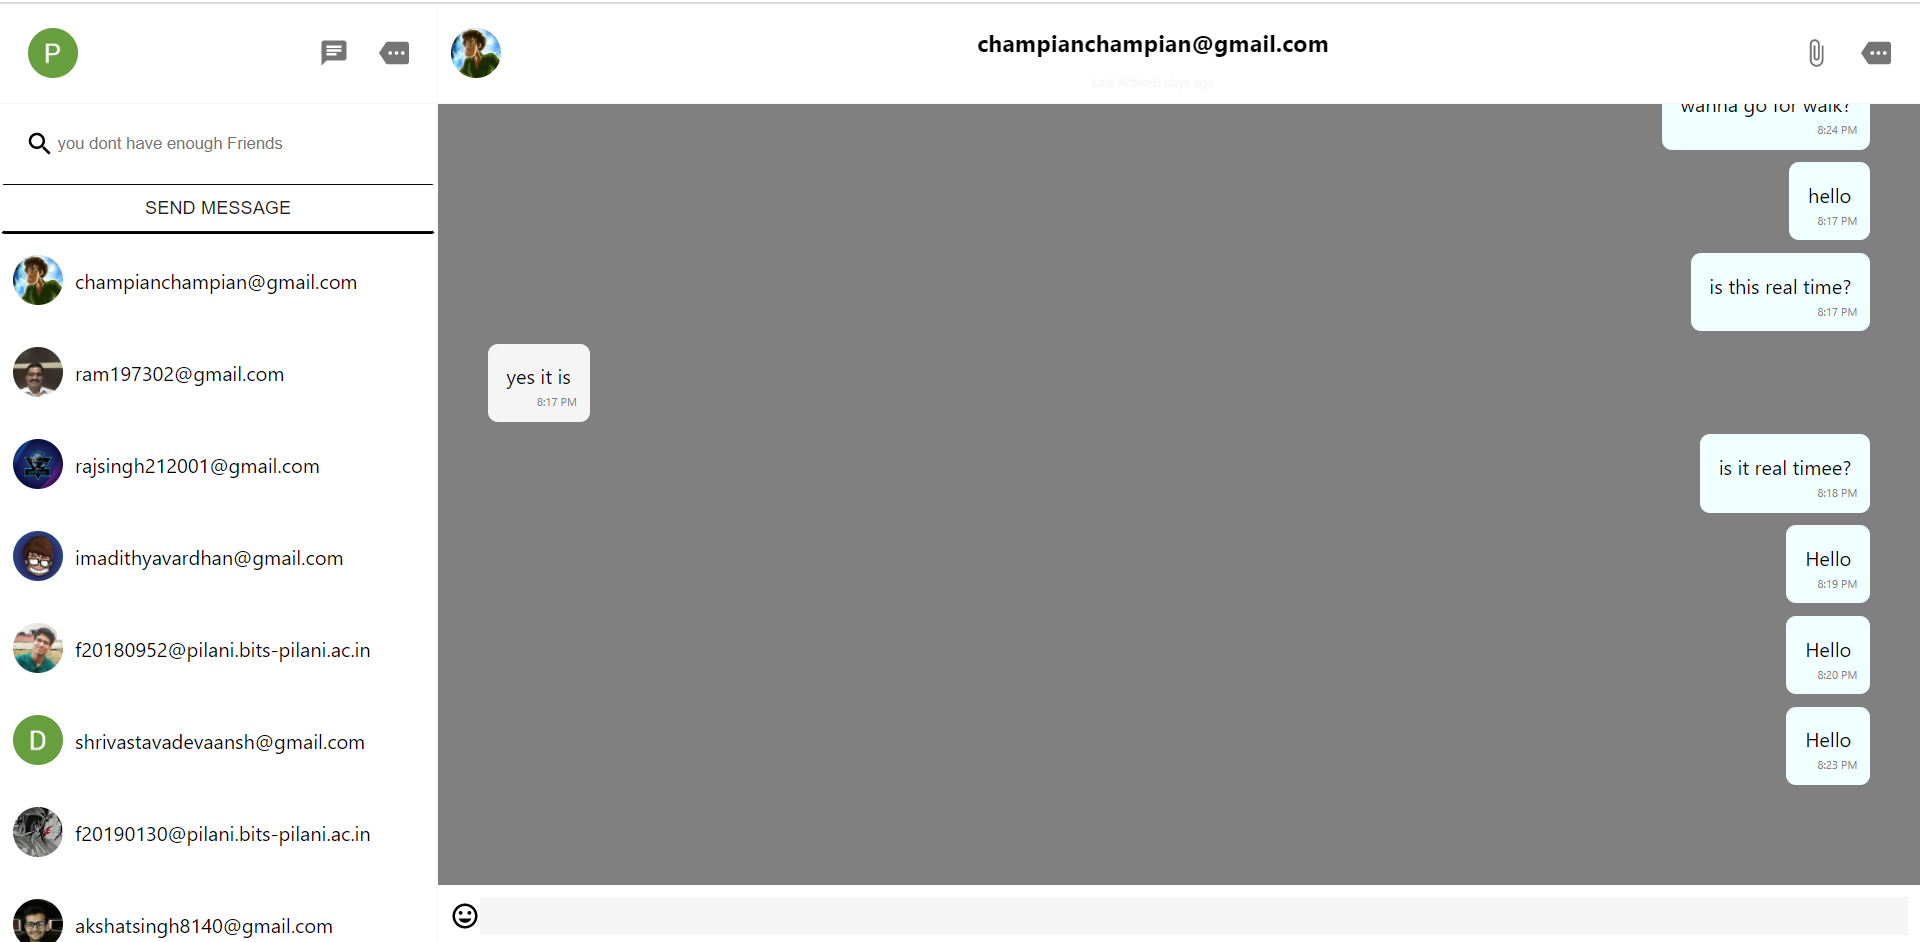 P
you dont have enough Friends
SEND MESSAGE
champianchampian@gmail.com
ram197302@gmail.com
rajsingh212001@gmail.com
imadithyavardhan@gmail.com
f20180952@pilani.bits-pilani.ac.in
D
shrivastavadevaansh@gmail.com
f20190130@pilani.bits-pilani.ac.in
akshatsingh8140@gmail.com
champianchampian@gmail.com
Last Active:6 days ago
wanna go for walk?
8:24 PM
hello
8:17 PM
is this real time?
8:17 PM
yes it is
8:17 PM
is it real timee?
8:18 PM
Hello
8:19 PM
Hello
8:20 PM
Hello
8:23 PM